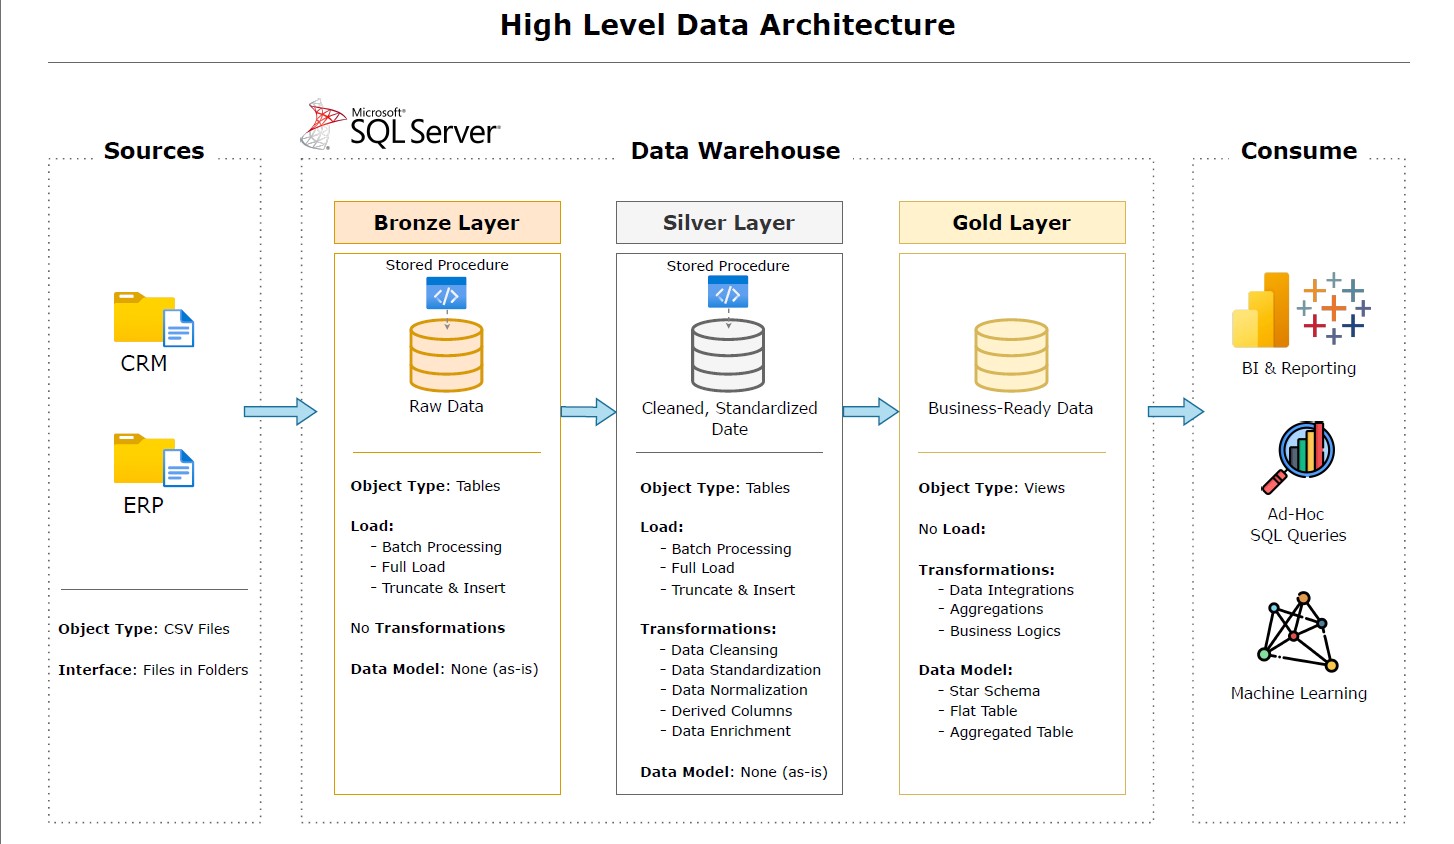 High Level Data Architecture
Sources
CRM
ERP
Object Type: CSV Files
Interface: Files in Folders
Microsoft®
SQL Server®
Data Warehouse
Bronze Layer
Stored Procedure
</>
Raw Data
Object Type: Tables
Load:
- Batch Processing
- Full Load
- Truncate & Insert
No Transformations
Data Model: None (as-is)
Silver Layer
Stored Procedure
</>
Cleaned, Standardized
Date
Object Type: Tables
Load:
- Batch Processing
- Full Load
- Truncate & Insert
Transformations:
- Data Cleansing
- Data Standardization
- Data Normalization
- Derived Columns
- Data Enrichment
Data Model: None (as-is)
Gold Layer
Business-Ready Data
Object Type: Views
No Load:
Transformations:
- Data Integrations
- Aggregations
- Business Logics
Data Model:
- Star Schema
- Flat Table
- Aggregated Table
Consume
BI & Reporting
Ad-Hoc
SQL Queries
Machine Learning